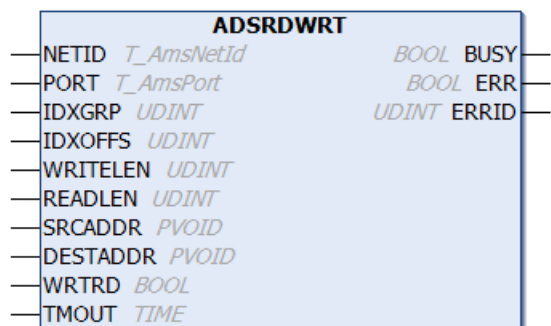 ADSRDWRT
NETID T_AmsNetId BOOL BUSY
PORT T_AmsPort BOOL ERR
IDXGRP UDINT UDINT ERRID
IDXOFFS UDINT
WRITELEN UDINT
READLEN UDINT
SRCADDR PVOID
DESTADDR PVOID
WRTRD BOOL
TMOUT TIME